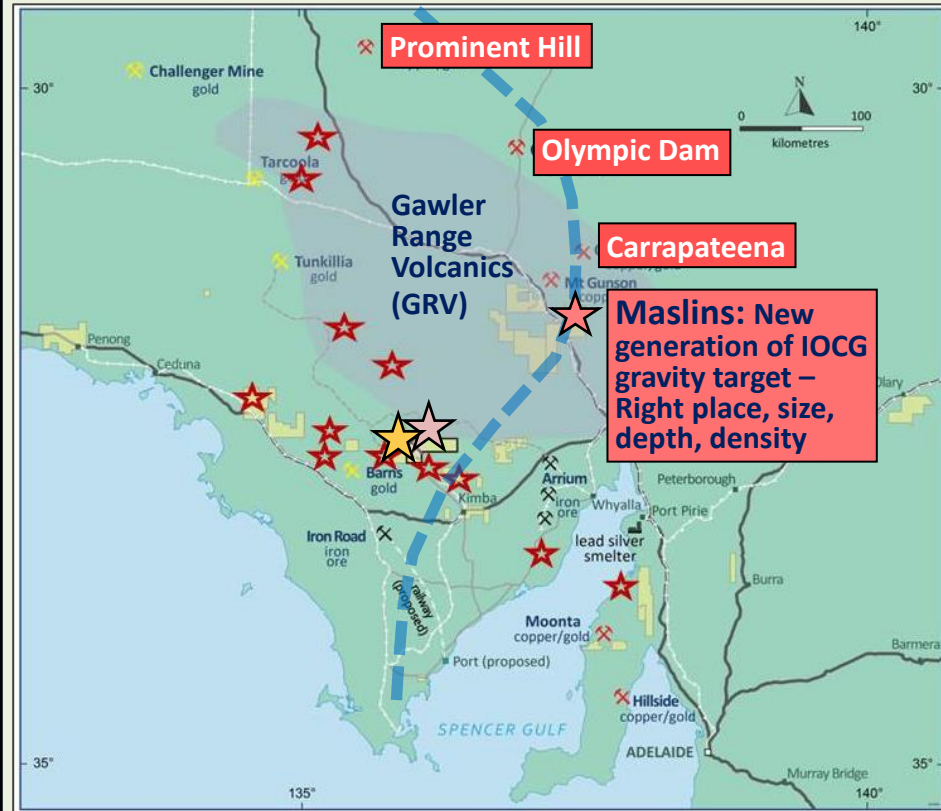 140°
Prominent Hill
Challenger Mine
gold
30°
30°
N
0
100
kilometres
Olympic Dam
Tarcoola
gold
Gawler
Range
Volcanics
(GRV)
Carrapateena
copper/gold
Tunkillia
gold
Mt Gunson
copp
Maslins: New
generation of IOCG
gravity target –
Right place, size,
depth, density
Penong
Ceduna
Olary
Barns
gold
Kimba
Arrium
iron
ore
Whyalla
Peterborough
Port Pirie
Iron Road
iron
ore
lead silver
smelter
railway
(proposed)
Burra
Moonta
copper/gold
Port (proposed)
Barmera
Hillside
copper/gold
SPENCER GULF
ADELAIDE
35°
35°
Murray Bridge
135°
140°